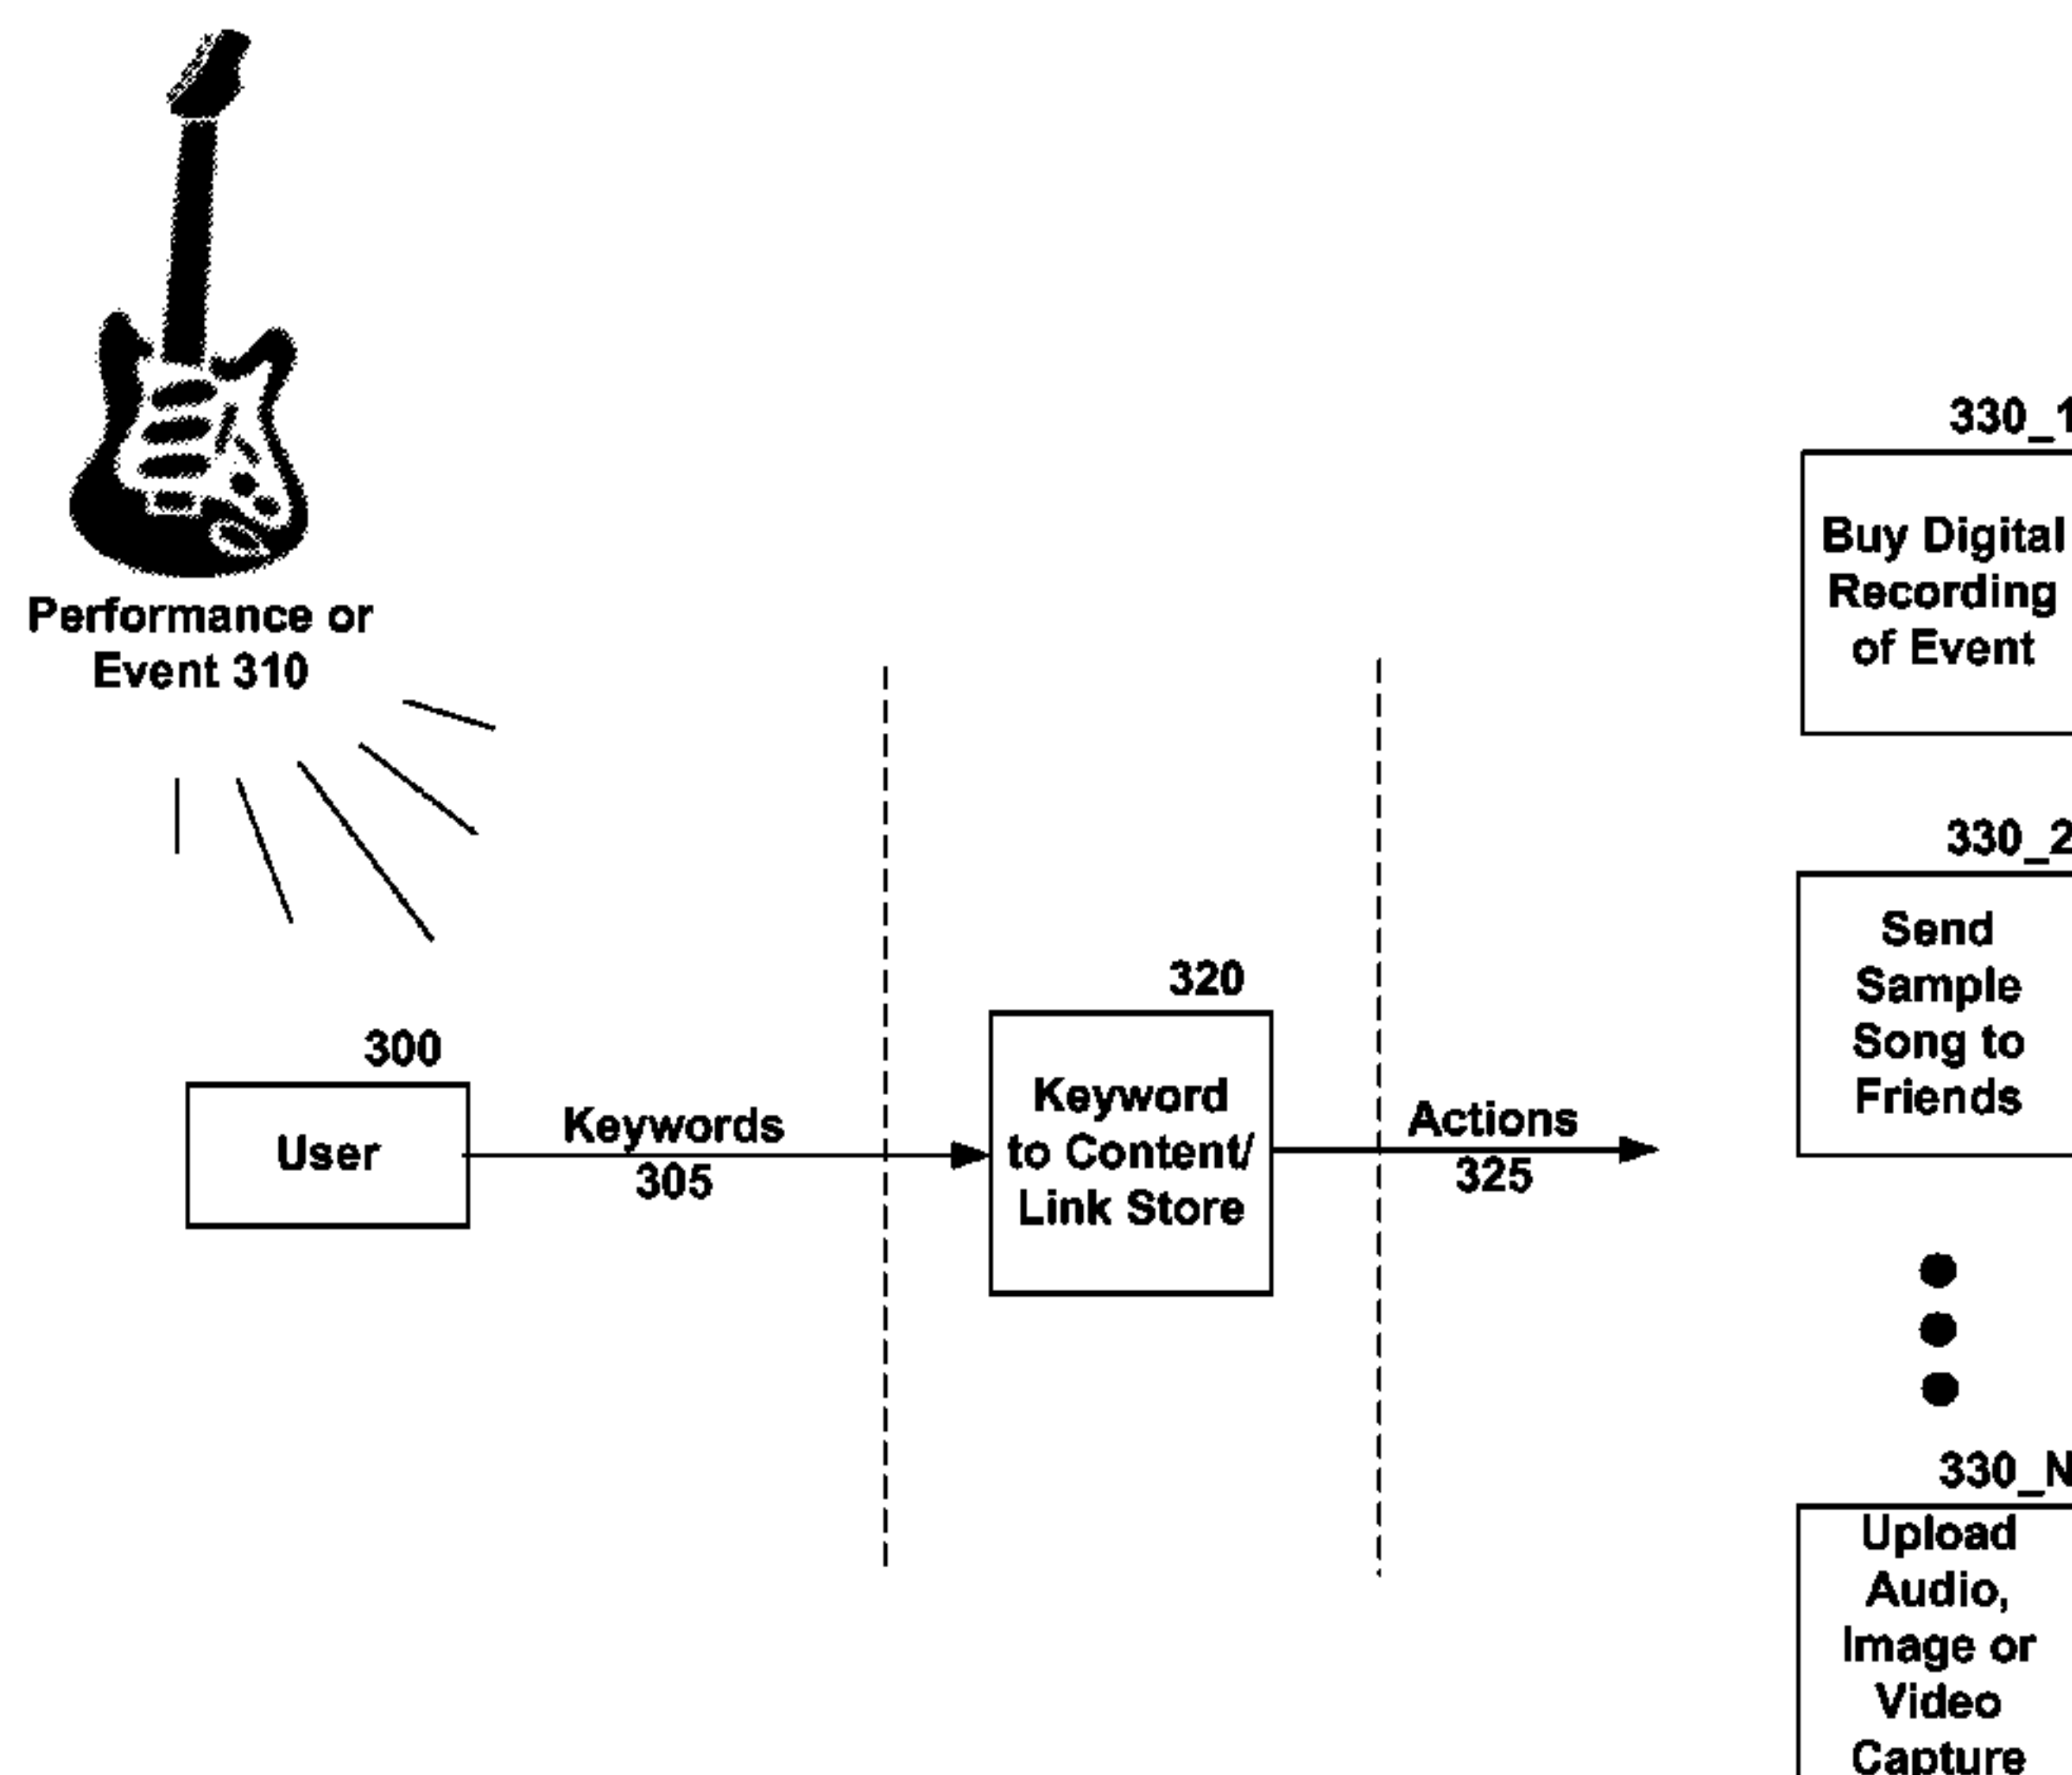 Performance or
Event 310
300
User
Keywords
305
320
Keyword
to Content/
Link Store
Actions
325
330_1
Buy Digital
Recording
of Event
330_2
Send
Sample
Song to
Friends
330_N
Upload
Audio,
Image or
Video
Capture